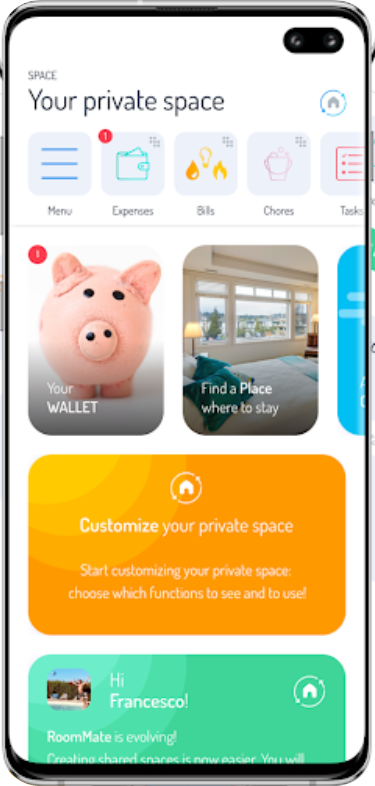 SPACE
Your private space
1
Menu
Expenses
Bills
Chores
Tasks
Your
WALLET
Find a Place
where to stay
Customize your private space
Start customizing your private space:
choose which functions to see and to use!
Hi
Francesco!
RoomMate is evolving!
Creating shared spaces is now easier. You will